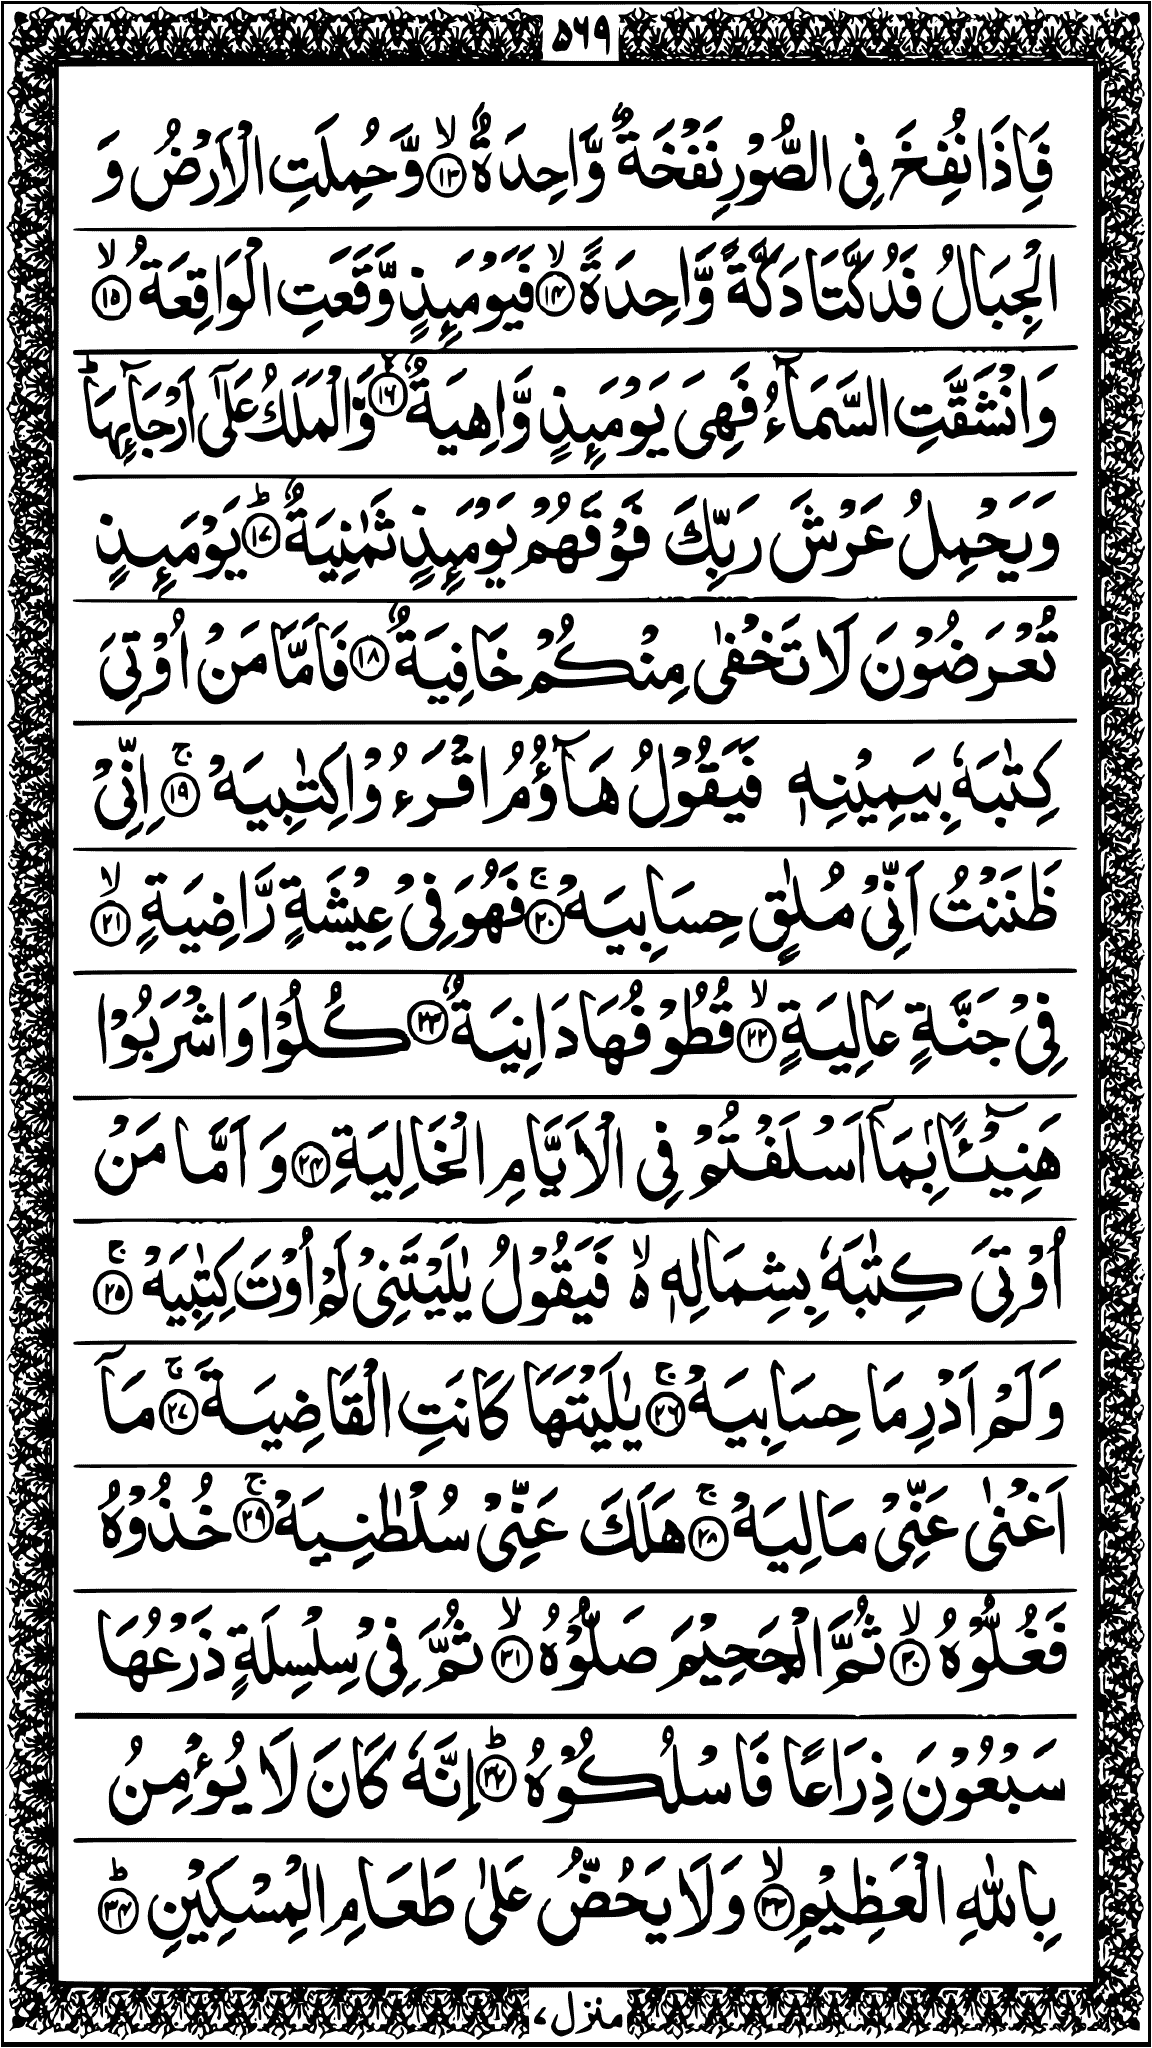 ۵۶۹
فَاِذَا نُفِخَ فِی الصُّوْرِ نَفْخَةٌ وَّاحِدَةٌ ۙ﴿۱۳﴾ وَّحُمِلَتِ الْاَرْضُ وَ
الْجِبَالُ فَدُكَّتَا دَكَّةً وَّاحِدَةً ۙ﴿۱۴﴾ فَیَوْمَىِٕذٍ وَّقَعَتِ الْوَاقِعَةُ ۙ﴿۱۵﴾
وَانْشَقَّتِ السَّمَآءُ فَهِیَ یَوْمَىِٕذٍ وَّاهِیَةٌ ۙ﴿۱۶﴾ وَّالْمَلَكُ عَلٰۤی اَرْجَآىِٕهَا ؕ
وَیَحْمِلُ عَرْشَ رَبِّكَ فَوْقَهُمْ یَوْمَىِٕذٍ ثَمٰنِیَةٌ ؕ﴿۱۷﴾ یَوْمَىِٕذٍ
تُعْرَضُوْنَ لَا تَخْفٰی مِنْكُمْ خَافِیَةٌ ﴿۱۸﴾ فَاَمَّا مَنْ اُوْتِیَ
كِتٰبَهٗ بِیَمِیْنِهٖ فَیَقُوْلُ هَآؤُمُ اقْرَءُوْا كِتٰبِیَهْ ۚ﴿۱۹﴾ اِنِّیْ
ظَنَنْتُ اَنِّیْ مُلٰقٍ حِسَابِیَهْ ۚ﴿۲۰﴾ فَهُوَ فِیْ عِیْشَةٍ رَّاضِیَةٍ ۙ﴿۲۱﴾
فِیْ جَنَّةٍ عَالِیَةٍ ۙ﴿۲۲﴾ قُطُوْفُهَا دَانِیَةٌ ﴿۲۳﴾ كُلُوْا وَاشْرَبُوْا
هَنِیْٓـًٔۢا بِمَاۤ اَسْلَفْتُمْ فِی الْاَیَّامِ الْخَالِیَةِ ﴿۲۴﴾ وَ اَمَّا مَنْ
اُوْتِیَ كِتٰبَهٗ بِشِمَالِهٖ ۙ۬ فَیَقُوْلُ یٰلَیْتَنِیْ لَمْ اُوْتَ كِتٰبِیَهْ ۚ﴿۲۵﴾
وَلَمْ اَدْرِ مَا حِسَابِیَهْ ۚ﴿۲۶﴾ یٰلَیْتَهَا كَانَتِ الْقَاضِیَةَ ۚ﴿۲۷﴾ مَاۤ
اَغْنٰی عَنِّیْ مَالِیَهْ ۚ﴿۲۸﴾ هَلَكَ عَنِّیْ سُلْطٰنِیَهْ ۚ﴿۲۹﴾ خُذُوْهُ
فَغُلُّوْهُ ۙ﴿۳۰﴾ ثُمَّ الْجَحِیْمَ صَلُّوْهُ ۙ﴿۳۱﴾ ثُمَّ فِیْ سِلْسِلَةٍ ذَرْعُهَا
سَبْعُوْنَ ذِرَاعًا فَاسْلُكُوْهُ ؕ﴿۳۲﴾ اِنَّهٗ كَانَ لَا یُؤْمِنُ
بِاللّٰهِ الْعَظِیْمِ ۙ﴿۳۳﴾ وَلَا یَحُضُّ عَلٰی طَعَامِ الْمِسْكِیْنِ ؕ﴿۳۴﴾
منزل ۷